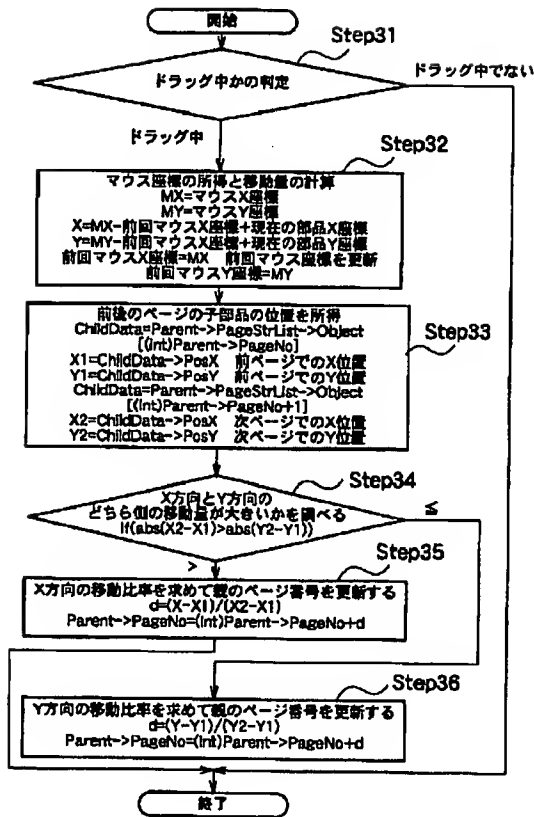 開始
Step31
ドラッグ中かの判定
ドラッグ中でない
ドラッグ中
Step32
マウス座標の所得と移動量の計算
MX=マウスX座標
MY=マウスY座標
X=MX-前回マウスX座標+現在の部品X座標
Y=MY-前回マウスX座標+現在の部品Y座標
前回マウスX座標=MX 前回マウス座標を更新
前回マウスY座標=MY
Step33
前後のページの子部品の位置を所得
ChildData=Parent->PageStrList->Object
[(int)Parent->PageNo]
X1=ChildData->PosX 前ページでのX位置
Y1=ChildData->PosY 前ページでのY位置
ChildData=Parent->PageStrList->Object
[(int)Parent->PageNo+1]
X2=ChildData->PosX 次ページでのX位置
Y2=ChildData->PosY 次ページでのY位置
Step34
X方向とY方向の
どちら側の移動量が大きいかを調べる
if(abs(X2-X1)>abs(Y2-Y1))
≦
>
Step35
X方向の移動比率を求めて親のページ番号を更新する
d=(X-X1)/(X2-X1)
Parent->PageNo=(int)Parent->PageNo+d
Step36
Y方向の移動比率を求めて親のページ番号を更新する
d=(Y-Y1)/(Y2-Y1)
Parent->PageNo=(int)Parent->PageNo+d
終了